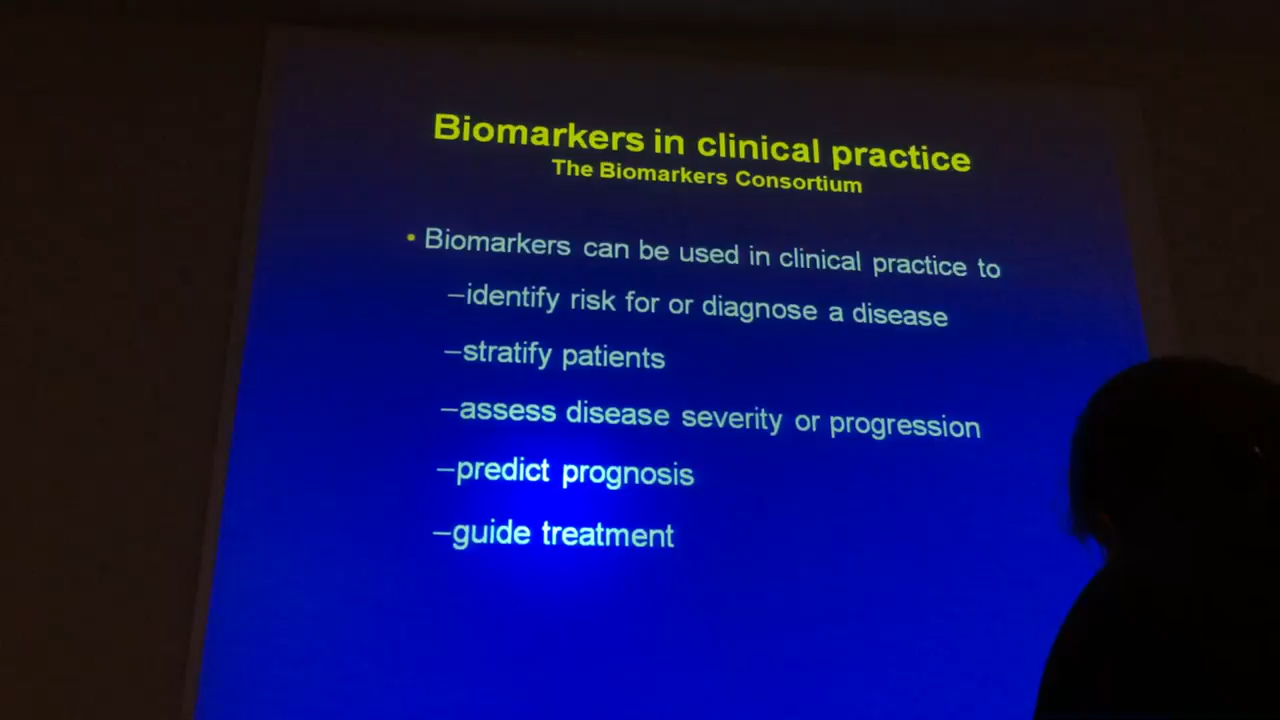 Biomarkers in clinical practice
The Biomarkers Consortium
• Biomarkers can be used in clinical practice to
–identify risk for or diagnose a disease
–stratify patients
–assess disease severity or progression
–predict prognosis
–guide treatment